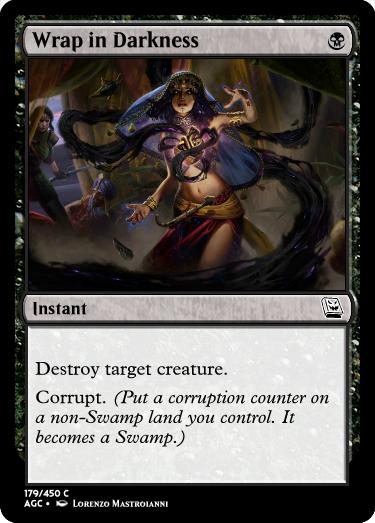 Wrap in Darkness
Instant
Destroy target creature.
Corrupt. (Put a corruption counter on
a non-Swamp land you control. It
becomes a Swamp.)
179/450 C
AGC • Lorenzo Mastroianni